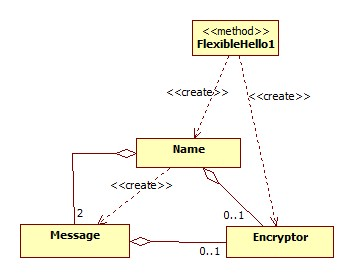 <<method>>
FlexibleHello1
<<create>>
<<create>>
Name
<<create>>
2
0..1
Message
Encryptor
0..1